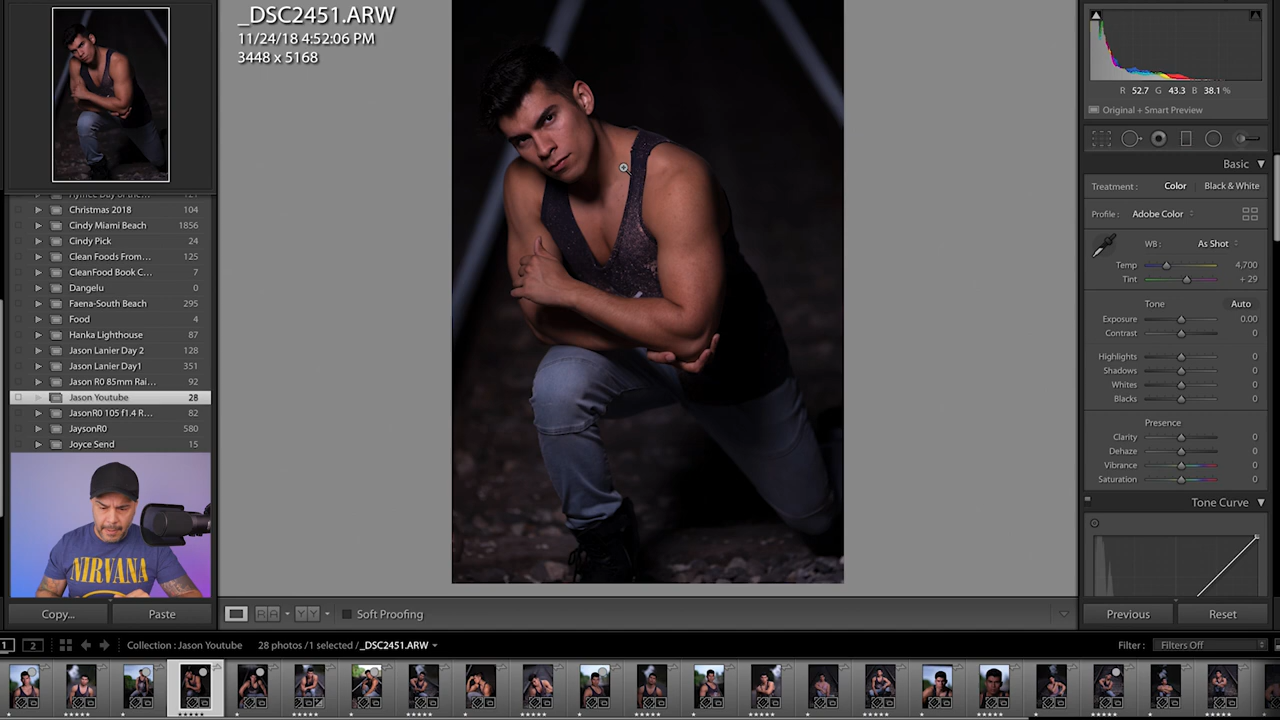 _DSC2451.ARW
11/24/18 4:52:06 PM
3448 x 5168
Christmas 2018 104
Cindy Miami Beach 1856
Cindy Pick 24
Clean Foods From... 125
CleanFood Book C... 7
Dangelu 0
Faena-South Beach 295
Food 4
Hanka Lighthouse 87
Jason Lanier Day 2 128
Jason Lanier Day1 351
Jason R0 85mm Rai... 92
Jason Youtube 28
JasonR0 105 f1.4 R... 82
JaysonR0 580
Joyce Send 15
NIRVANA
Copy... Paste
R A Y Y Soft Proofing
R 52.7 G 43.3 B 38.1 %
Original + Smart Preview
Basic
Treatment : Color Black & White
Profile : Adobe Color
WB : As Shot
Temp 4,700
Tint + 29
Tone Auto
Exposure 0.00
Contrast 0
Highlights 0
Shadows 0
Whites 0
Blacks 0
Presence
Clarity 0
Dehaze 0
Vibrance 0
Saturation 0
Tone Curve
Previous Reset
1 2 Collection : Jason Youtube 28 photos /1 selected /_DSC2451.ARW Filter : Filters Off